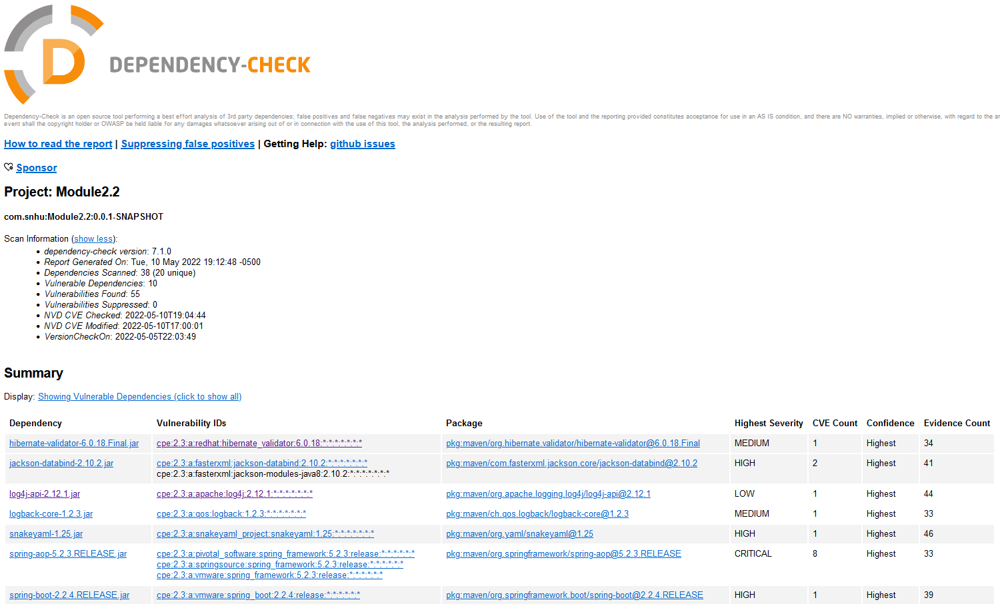 D DEPENDENCY-CHECK
Dependency-Check is an open source tool performing a best effort analysis of 3rd party dependencies; false positives and false negatives may exist in the analysis performed by the tool. Use of the tool and the reporting provided constitutes acceptance for use in an AS IS condition, and there are NO warranties, implied or otherwise, with regard to the ar
event shall the copyright holder or OWASP be held liable for any damages whatsoever arising out of or in connection with the use of this tool, the analysis performed, or the resulting report.
How to read the report | Suppressing false positives | Getting Help: github issues
Sponsor
Project: Module2.2
com.snhu:Module2.2:0.0.1-SNAPSHOT
Scan Information (show less):
• dependency-check version: 7.1.0
• Report Generated On: Tue, 10 May 2022 19:12:48 -0500
• Dependencies Scanned: 38 (20 unique)
• Vulnerable Dependencies: 10
• Vulnerabilities Found: 55
• Vulnerabilities Suppressed: 0
• NVD CVE Checked: 2022-05-10T19:04:44
• NVD CVE Modified: 2022-05-10T17:00:01
• VersionCheckOn: 2022-05-05T22:03:49
Summary
Display: Showing Vulnerable Dependencies (click to show all)
Dependency Vulnerability IDs Package Highest Severity CVE Count Confidence Evidence Count
hibernate-validator-6.0.18.Final.jar cpe:2.3:a:redhat:hibernate_validator:6.0.18:*:*:*:*:*:*:* pkg:maven/org.hibernate.validator/hibernate-validator@6.0.18.Final MEDIUM 1 Highest 34
jackson-databind-2.10.2.jar cpe:2.3:a:fasterxml:jackson-databind:2.10.2:*:*:*:*:*:*:* pkg:maven/com.fasterxml.jackson.core/jackson-databind@2.10.2 HIGH 2 Highest 41
cpe:2.3:a:fasterxml:jackson-modules-java8:2.10.2:*:*:*:*:*:*:*
log4j-api-2.12.1.jar cpe:2.3:a:apache:log4j:2.12.1:*:*:*:*:*:*:* pkg:maven/org.apache.logging.log4j/log4j-api@2.12.1 LOW 1 Highest 44
logback-core-1.2.3.jar cpe:2.3:a:qos:logback:1.2.3:*:*:*:*:*:*:* pkg:maven/ch.qos.logback/logback-core@1.2.3 MEDIUM 1 Highest 33
snakeyaml-1.25.jar cpe:2.3:a:snakeyaml_project:snakeyaml:1.25:*:*:*:*:*:*:* pkg:maven/org.yaml/snakeyaml@1.25 HIGH 1 Highest 46
spring-aop-5.2.3.RELEASE.jar cpe:2.3:a:pivotal_software:spring_framework:5.2.3:release:*:*:*:*:*:* pkg:maven/org.springframework/spring-aop@5.2.3.RELEASE CRITICAL 8 Highest 33
cpe:2.3:a:springsource:spring_framework:5.2.3:release:*:*:*:*:*:*
cpe:2.3:a:vmware:spring_framework:5.2.3:release:*:*:*:*:*:*
spring-boot-2.2.4.RELEASE.jar cpe:2.3:a:vmware:spring_boot:2.2.4:release:*:*:*:*:*:* pkg:maven/org.springframework.boot/spring-boot@2.2.4.RELEASE HIGH 1 Highest 39